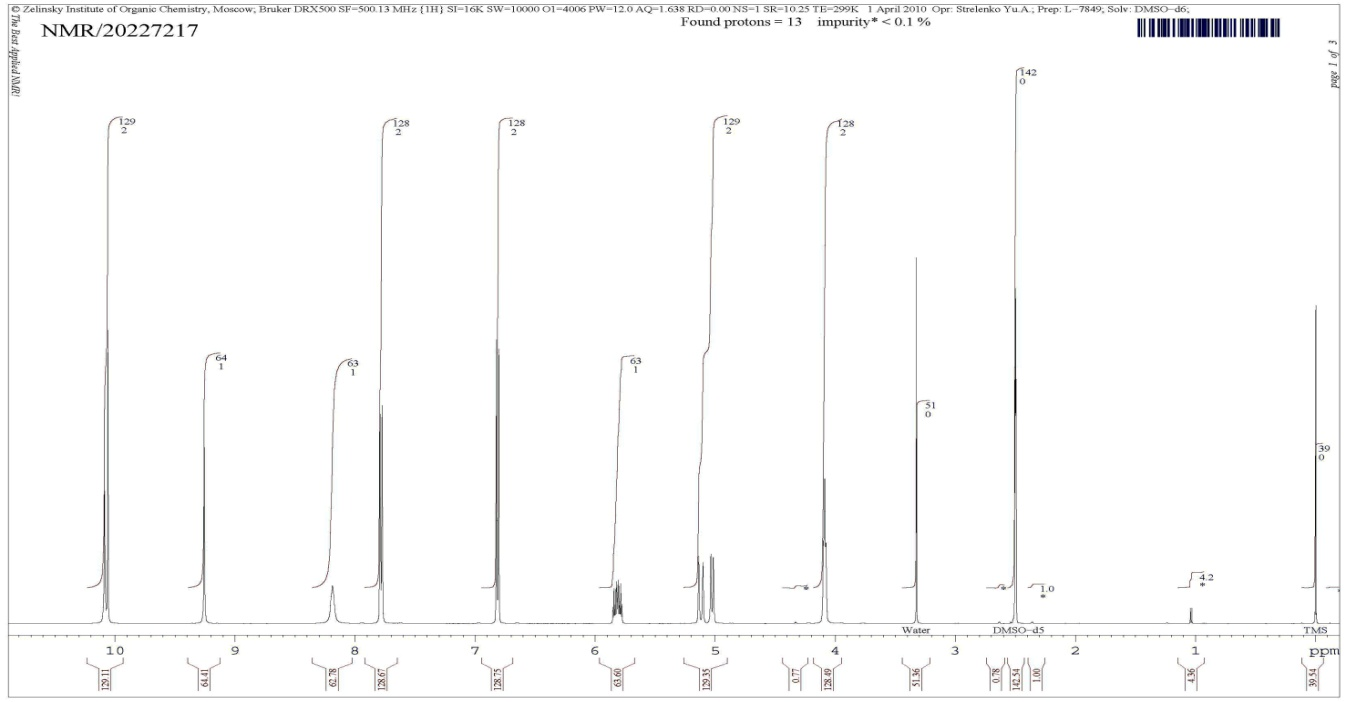 © Zelinsky Institute of Organic Chemistry, Moscow; Bruker DRX500 SF=500.13 MHz {1H} SI=16K SW=10000 O1=4006 PW=12.0 AQ=1.638 RD=0.00 NS=1 SR=10.25 TE=299K 1 April 2010 Opr: Strelenko Yu.A.; Prep: L-7849; Solv: DMSO-d6;
NMR/20227217
Found protons = 13 impurity* < 0.1 %
The Best Applied NMR!
page 1 of 3
129
2
64
1
63
1
128
2
128
2
63
1
129
2
128
2
51
0
142
0
1.0
*
4.2
*
39
0
*
*
Water
DMSO-d5
TMS
10 9 8 7 6 5 4 3 2 1 ppm
129.11 64.41 62.78 128.67 128.75 63.60 129.35 0.77 128.49 51.36 0.78 142.54 1.00 4.36 39.54